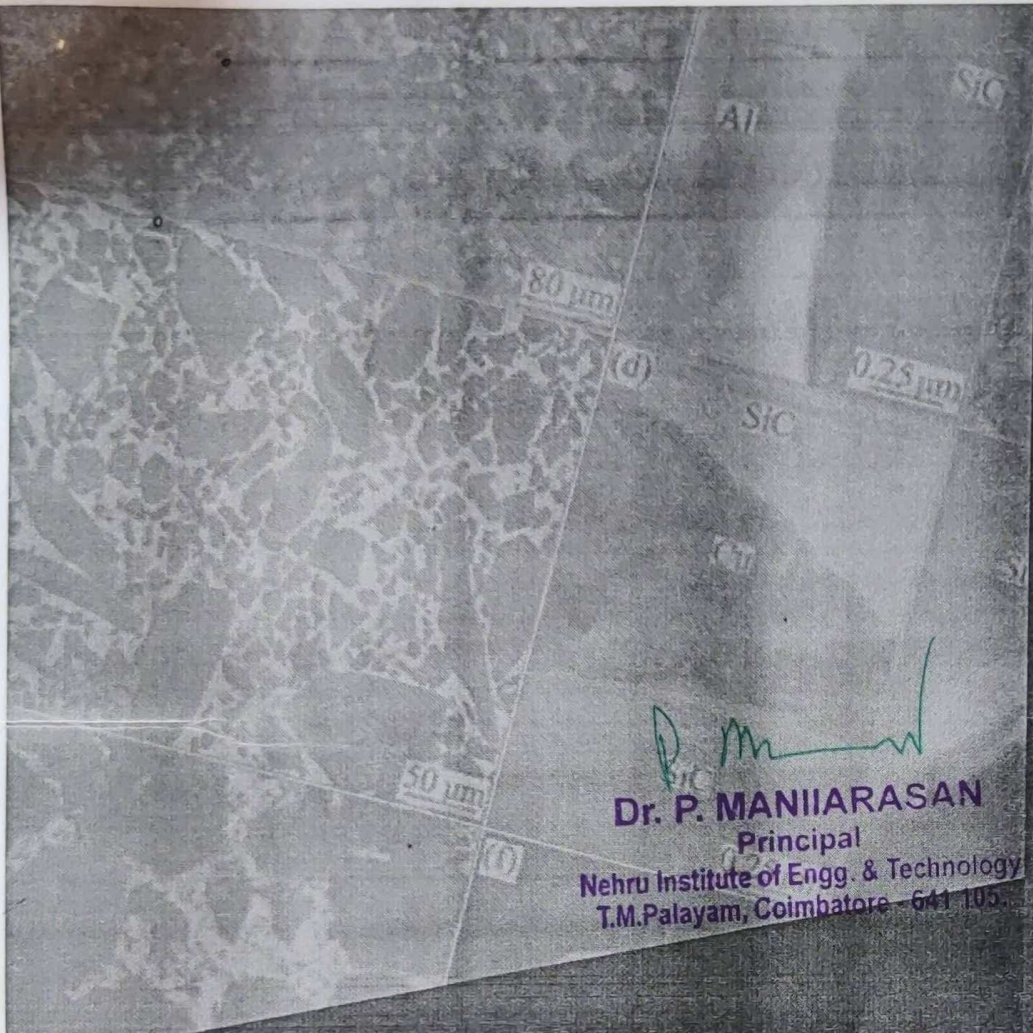 Al
SiC
80 µm
(d)
0.25 µm
SiC
SiC
50 µm
(f)
Dr. P. MANIIARASAN
Principal
Nehru Institute of Engg. & Technology
T.M.Palayam, Coimbatore - 641 105.